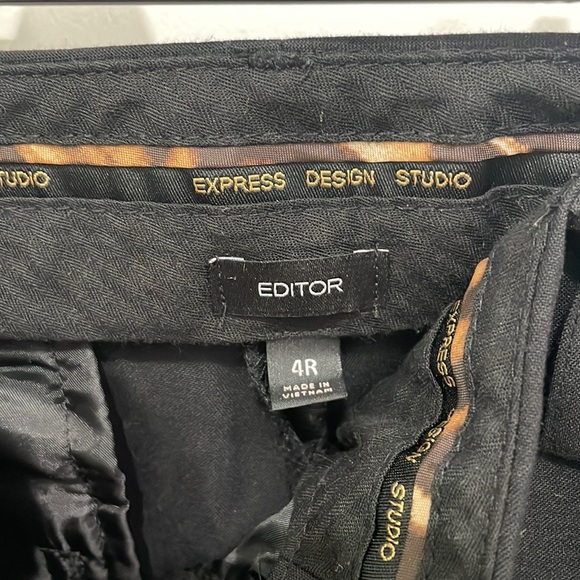 STUDIO
EXPRESS DESIGN STUDIO
EDITOR
4R
MADE IN
VIETNAM
EXPRESS DESIGN STUDIO